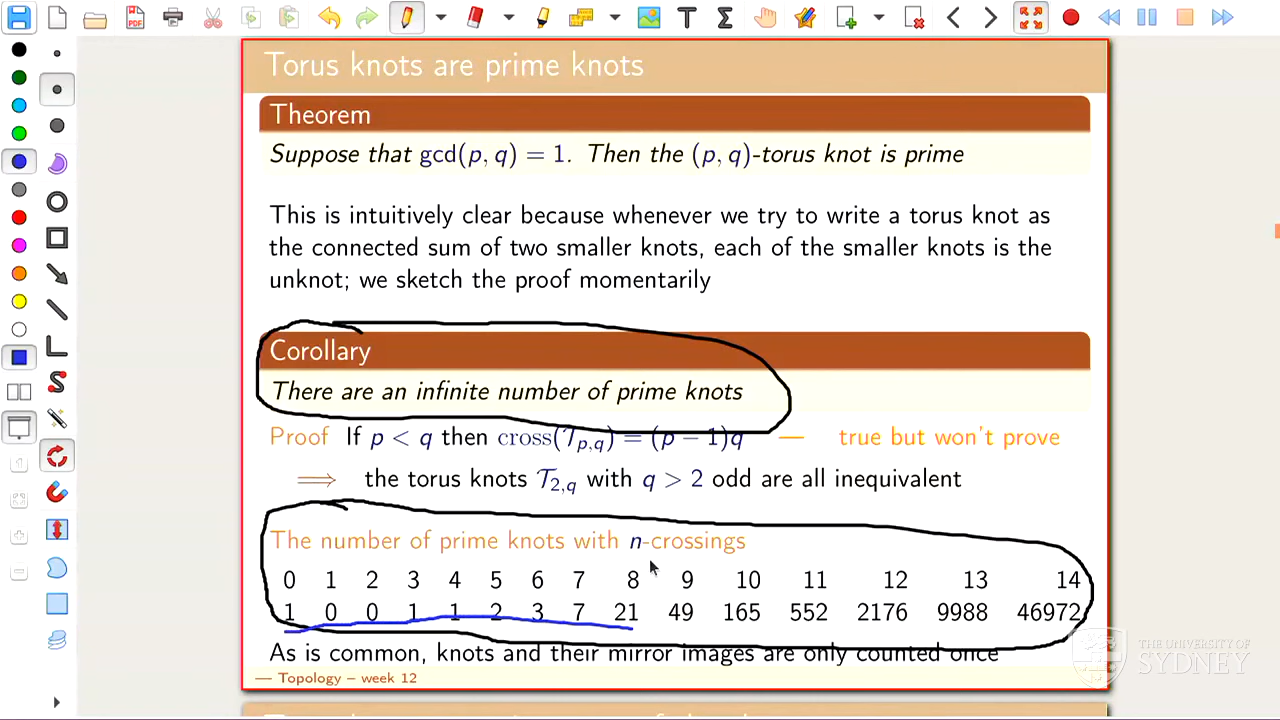 Torus knots are prime knots
Theorem
Suppose that gcd(p, q) = 1. Then the (p, q)-torus knot is prime
This is intuitively clear because whenever we try to write a torus knot as
the connected sum of two smaller knots, each of the smaller knots is the
unknot; we sketch the proof momentarily
Corollary
There are an infinite number of prime knots
Proof If p < q then cross(𝒯p,q) = (p − 1)q — true but won't prove
⟹ the torus knots 𝒯2,q with q > 2 odd are all inequivalent
The number of prime knots with n-crossings
0 1 2 3 4 5 6 7 8 9 10 11 12 13 14
1 0 0 1 1 2 3 7 21 49 165 552 2176 9988 46972
As is common, knots and their mirror images are only counted once
— Topology – week 12
THE UNIVERSITY OF
SYDNEY